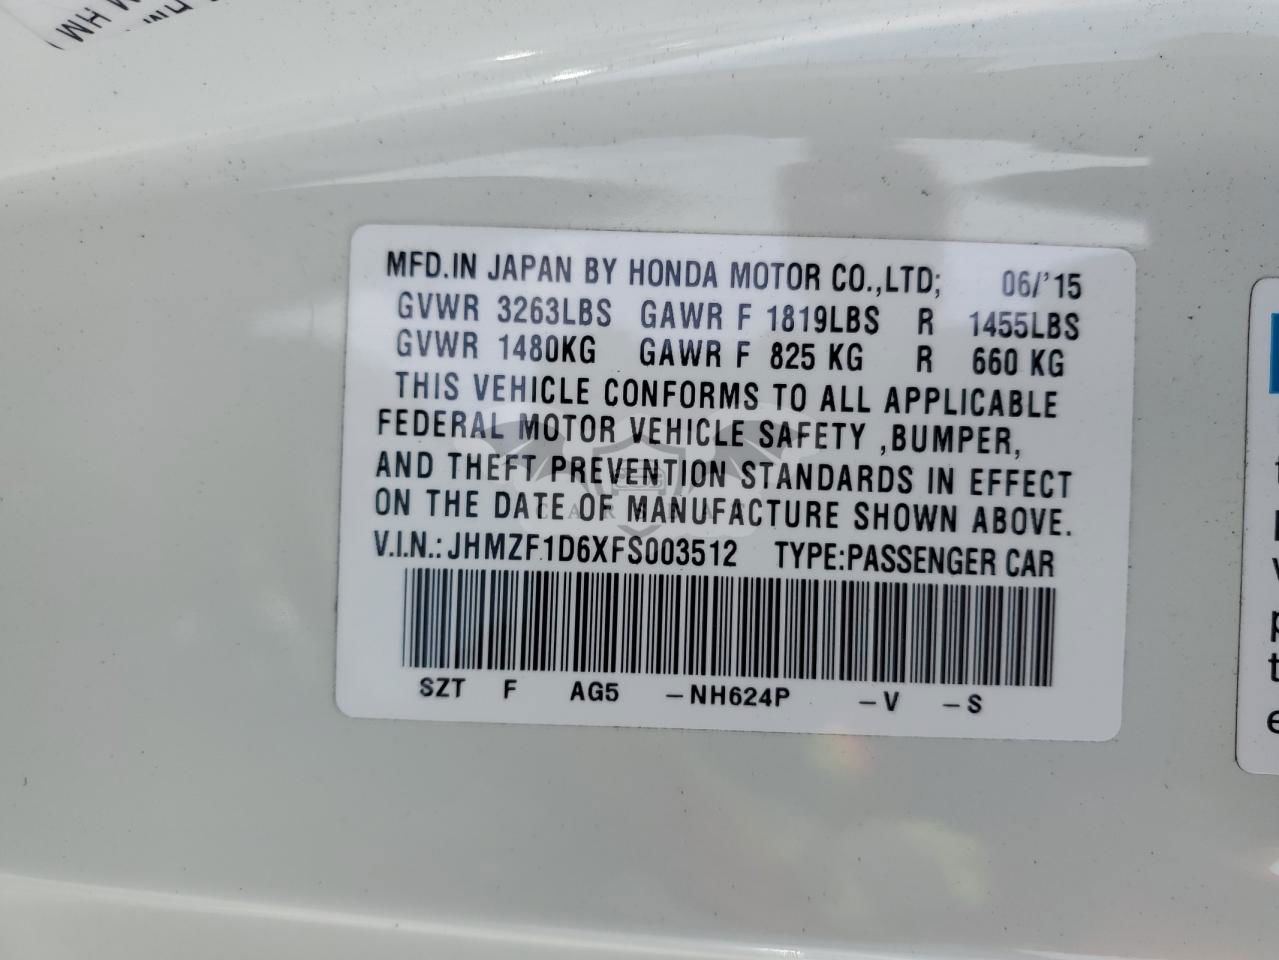 MFD.IN JAPAN BY HONDA MOTOR CO.,LTD; 06/'15
GVWR 3263LBS GAWR F 1819LBS R 1455LBS
GVWR 1480KG GAWR F 825 KG R 660 KG
THIS VEHICLE CONFORMS TO ALL APPLICABLE
FEDERAL MOTOR VEHICLE SAFETY ,BUMPER,
AND THEFT PREVENTION STANDARDS IN EFFECT
ON THE DATE OF MANUFACTURE SHOWN ABOVE.
V.I.N.:JHMZF1D6XFS003512 TYPE:PASSENGER CAR
SZT F AG5 -NH624P -V -S